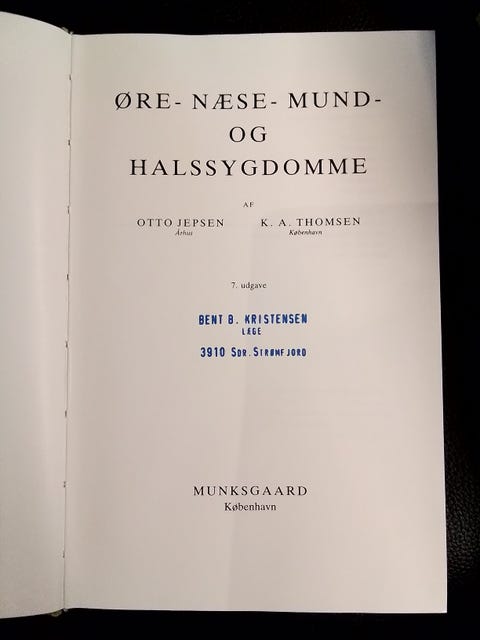 ØRE- NÆSE- MUND-
OG
HALSSYGDOMME
AF
OTTO JEPSEN K. A. THOMSEN
Århus København
7. udgave
BENT B. KRISTENSEN
LÆGE
3910 SDR. STRØMFJORD
MUNKSGAARD
København